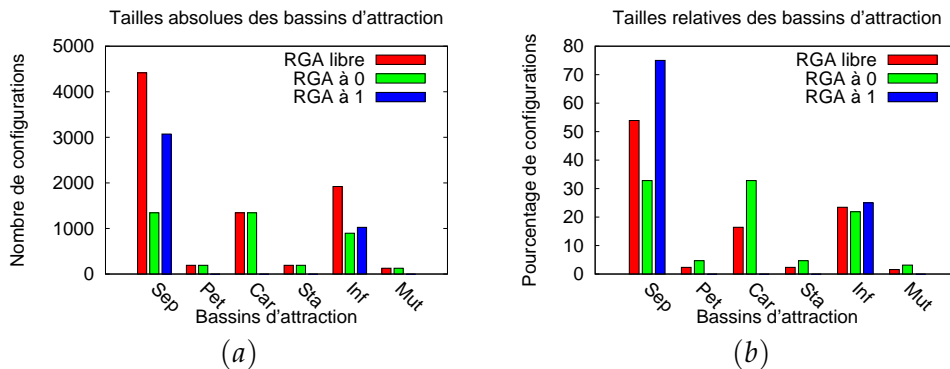 Tailles absolues des bassins d'attraction
Nombre de configurations
5000
4000
3000
2000
1000
0
RGA libre
RGA à 0
RGA à 1
Sep
Pet
Car
Sta
Inf
Mut
Bassins d'attraction
(a)
Tailles relatives des bassins d'attraction
Pourcentage de configurations
80
70
60
50
40
30
20
10
0
RGA libre
RGA à 0
RGA à 1
Sep
Pet
Car
Sta
Inf
Mut
Bassins d'attraction
(b)